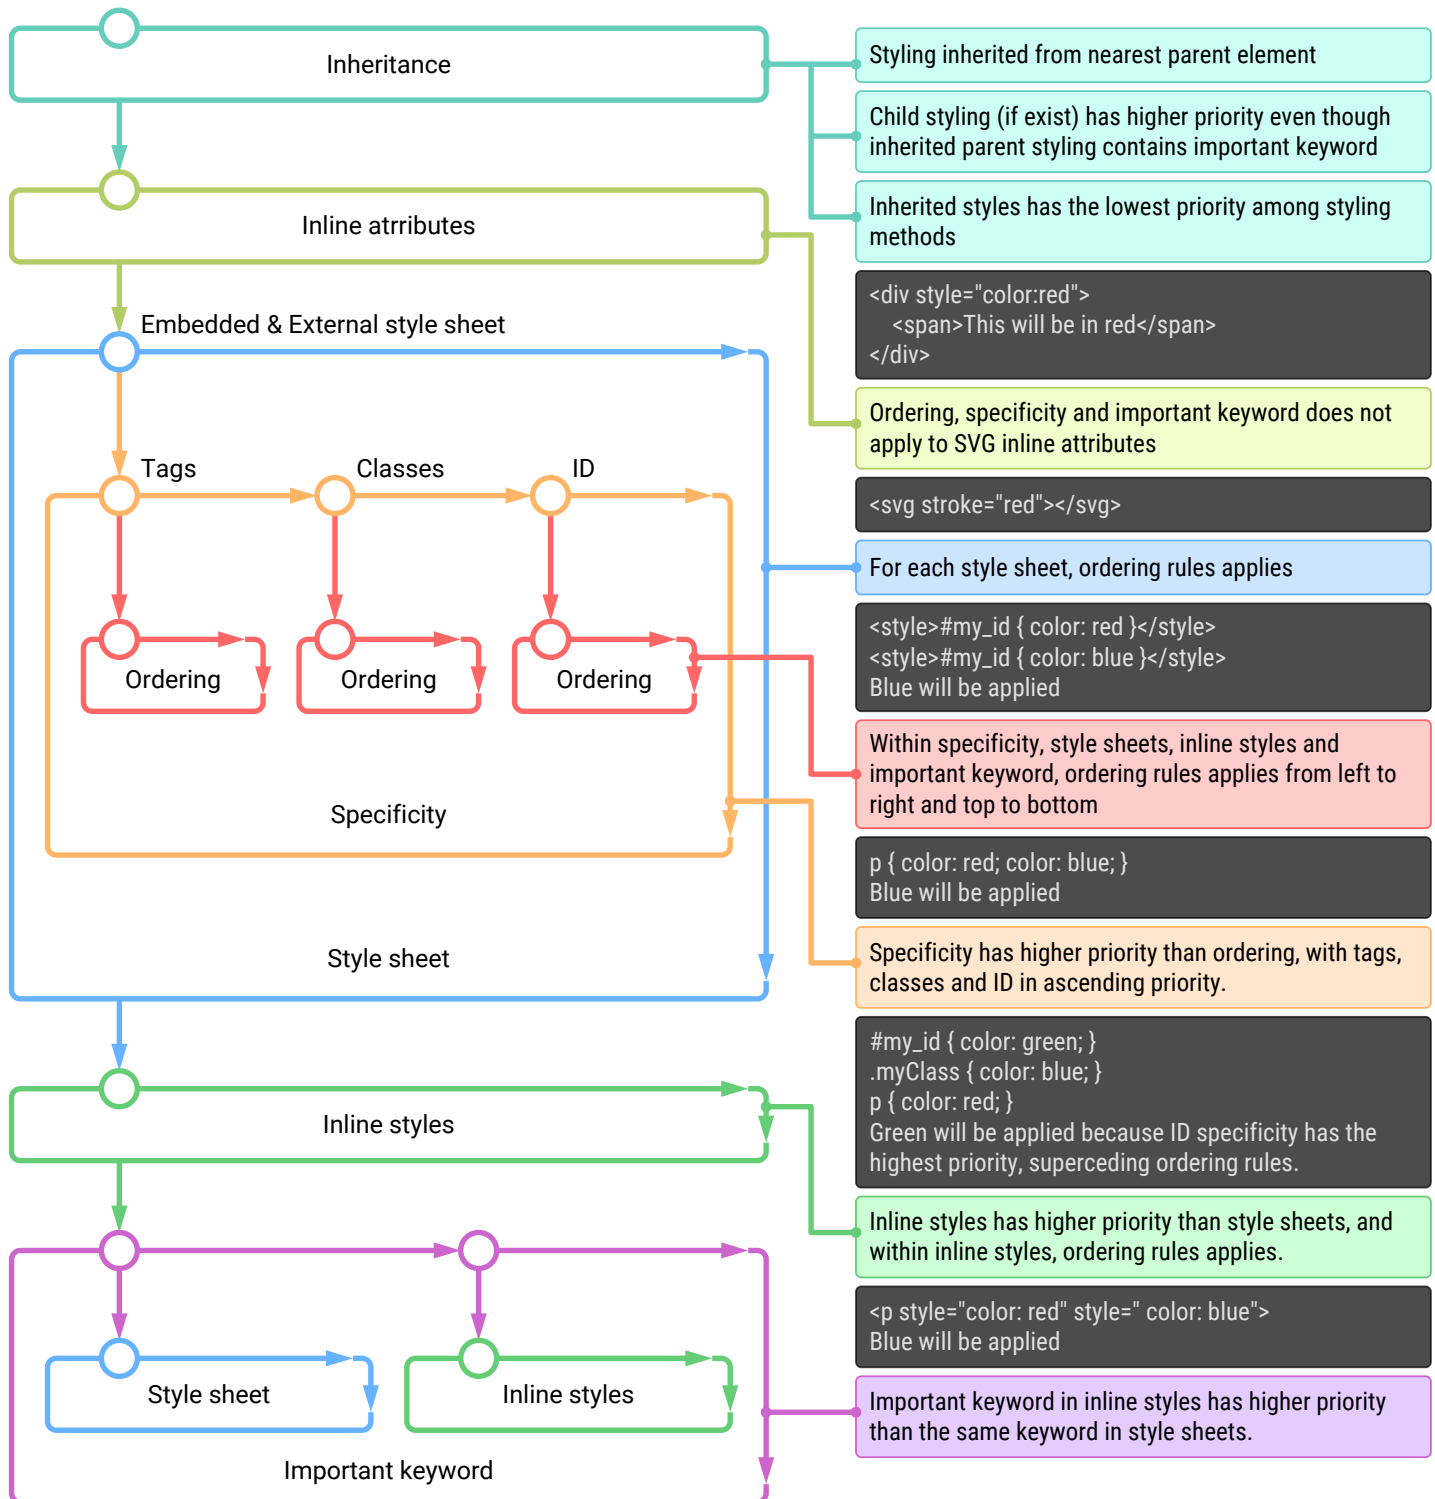 Inheritance
Inline atrributes
Embedded & External style sheet
Tags
Classes
ID
Ordering
Ordering
Ordering
Specificity
Style sheet
Inline styles
Style sheet
Inline styles
Important keyword
Styling inherited from nearest parent element
Child styling (if exist) has higher priority even though
inherited parent styling contains important keyword
Inherited styles has the lowest priority among styling
methods
<div style="color:red">
<span>This will be in red</span>
</div>
Ordering, specificity and important keyword does not
apply to SVG inline attributes
<svg stroke="red"></svg>
For each style sheet, ordering rules applies
<style>#my_id { color: red }</style>
<style>#my_id { color: blue }</style>
Blue will be applied
Within specificity, style sheets, inline styles and
important keyword, ordering rules applies from left to
right and top to bottom
p { color: red; color: blue; }
Blue will be applied
Specificity has higher priority than ordering, with tags,
classes and ID in ascending priority.
#my_id { color: green; }
.myClass { color: blue; }
p { color: red; }
Green will be applied because ID specificity has the
highest priority, superceding ordering rules.
Inline styles has higher priority than style sheets, and
within inline styles, ordering rules applies.
<p style="color: red" style=" color: blue">
Blue will be applied
Important keyword in inline styles has higher priority
than the same keyword in style sheets.